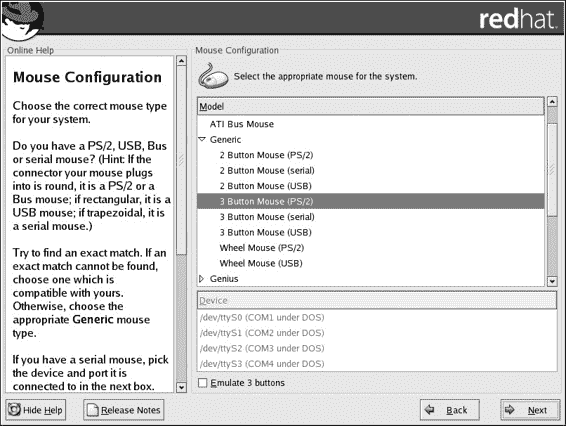 redhat.
Online Help
Mouse Configuration
Choose the correct mouse type
for your system.
Do you have a PS/2, USB, Bus
or serial mouse? (Hint: If the
connector your mouse plugs
into is round, it is a PS/2 or a
Bus mouse; if rectangular, it is a
USB mouse; if trapezoidal, it is
a serial mouse.)
Try to find an exact match. If an
exact match cannot be found,
choose one which is
compatible with yours.
Otherwise, choose the
appropriate Generic mouse
type.
If you have a serial mouse, pick
the device and port it is
connected to in the next box.
Mouse Configuration
Select the appropriate mouse for the system.
Model
ATI Bus Mouse
Generic
2 Button Mouse (PS/2)
2 Button Mouse (serial)
2 Button Mouse (USB)
3 Button Mouse (PS/2)
3 Button Mouse (serial)
3 Button Mouse (USB)
Wheel Mouse (PS/2)
Wheel Mouse (USB)
Genius
Device
/dev/ttyS0 (COM1 under DOS)
/dev/ttyS1 (COM2 under DOS)
/dev/ttyS2 (COM3 under DOS)
/dev/ttyS3 (COM4 under DOS)
Emulate 3 buttons
Hide Help
Release Notes
Back
Next